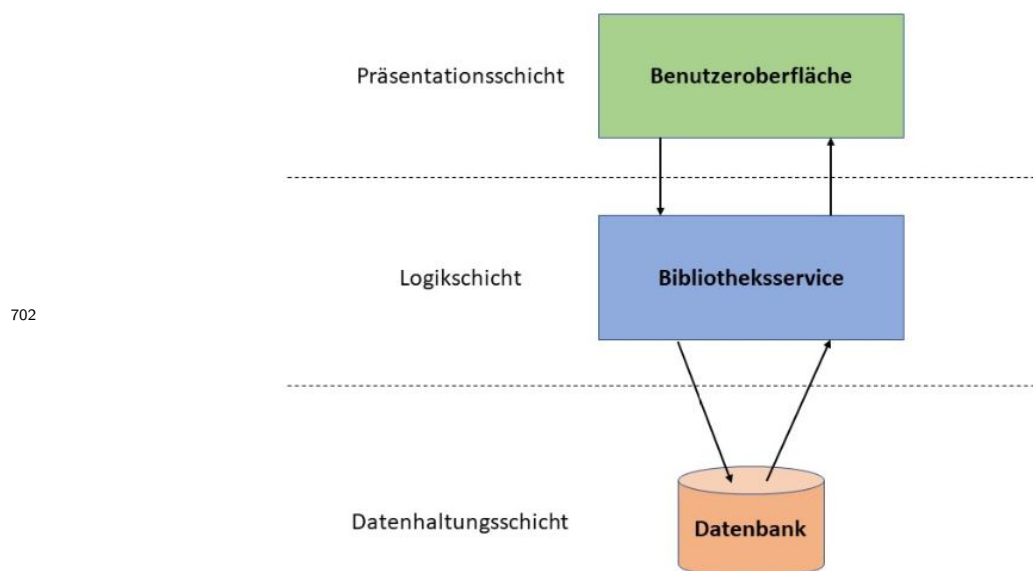 Präsentationsschicht
Benutzeroberfläche
Logikschicht
Bibliotheksservice
702
Datenhaltungsschicht
Datenbank